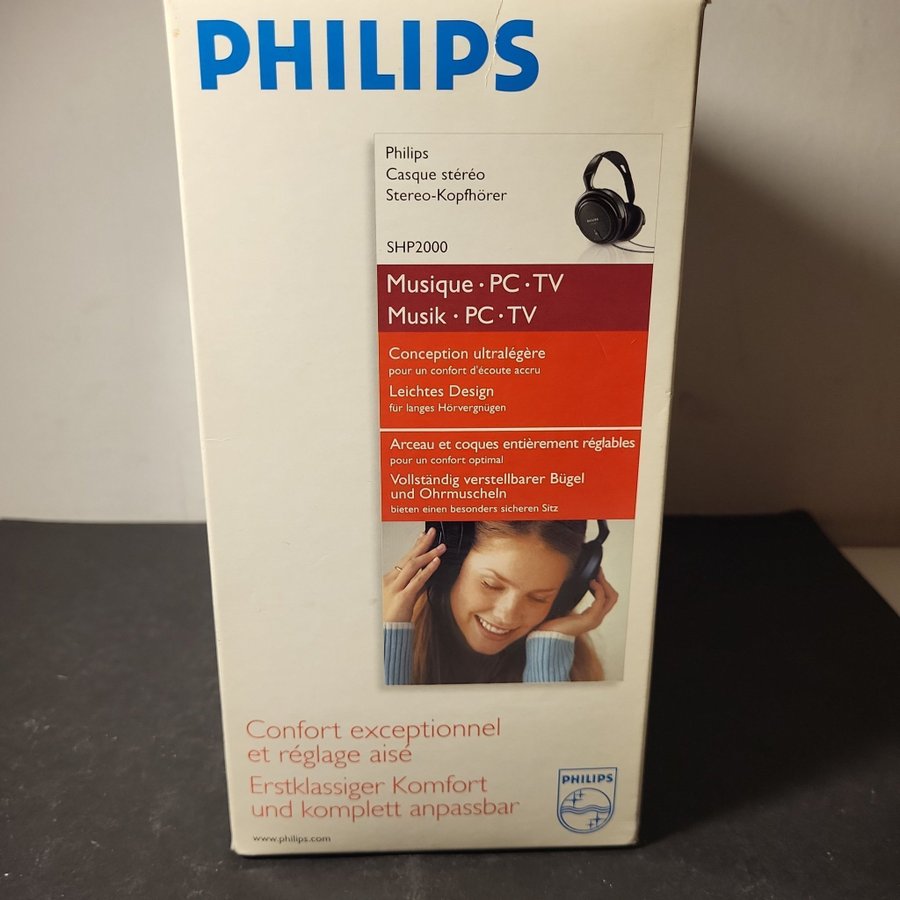 PHILIPS
Philips
Casque stéréo
Stereo-Kopfhörer
PHILIPS
SHP2000
Musique · PC · TV
Musik · PC · TV
Conception ultralégère
pour un confort d'écoute accru
Leichtes Design
für langes Hörvergnügen
Arceau et coques entièrement réglables
pour un confort optimal
Vollständig verstellbarer Bügel
und Ohrmuscheln
bieten einen besonders sicheren Sitz
Confort exceptionnel
et réglage aisé
Erstklassiger Komfort
und komplett anpassbar
PHILIPS
www.philips.com